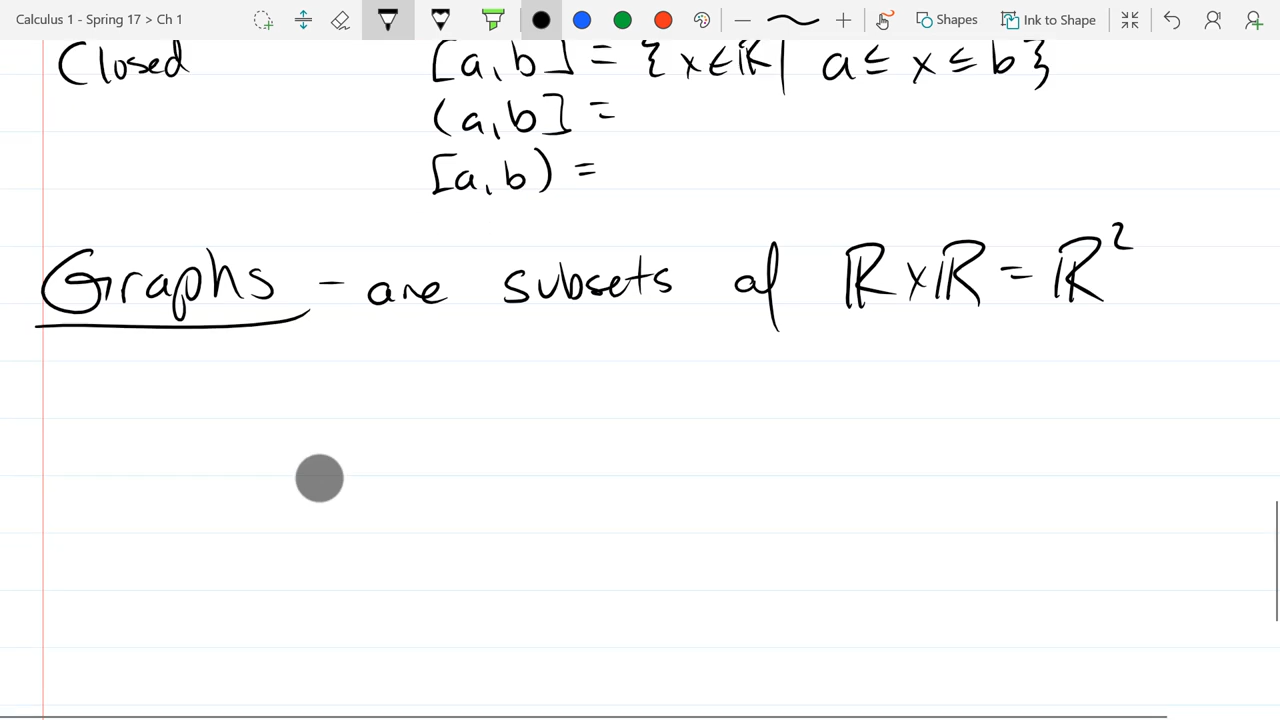 Calculus 1 - Spring 17 > Ch 1
Shapes
Ink to Shape
Closed [a,b] = {x∈ℝ| a ≤ x ≤ b}
(a,b] =
[a,b) =
Graphs - are subsets of ℝ×ℝ = ℝ²